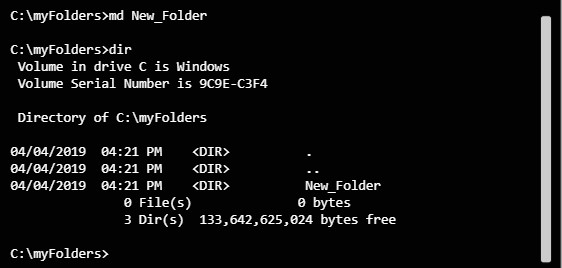 C:\myFolders>md New_Folder
C:\myFolders>dir
Volume in drive C is Windows
Volume Serial Number is 9C9E-C3F4
Directory of C:\myFolders
04/04/2019  04:21 PM    <DIR>          .
04/04/2019  04:21 PM    <DIR>          ..
04/04/2019  04:21 PM    <DIR>          New_Folder
0 File(s)              0 bytes
3 Dir(s)  133,642,625,024 bytes free
C:\myFolders>